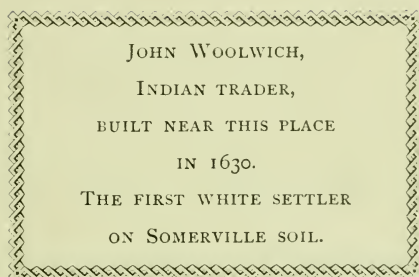 John Woolwich,
Indian trader,
built near this place
in 1630.
The first white settler
on Somerville soil.